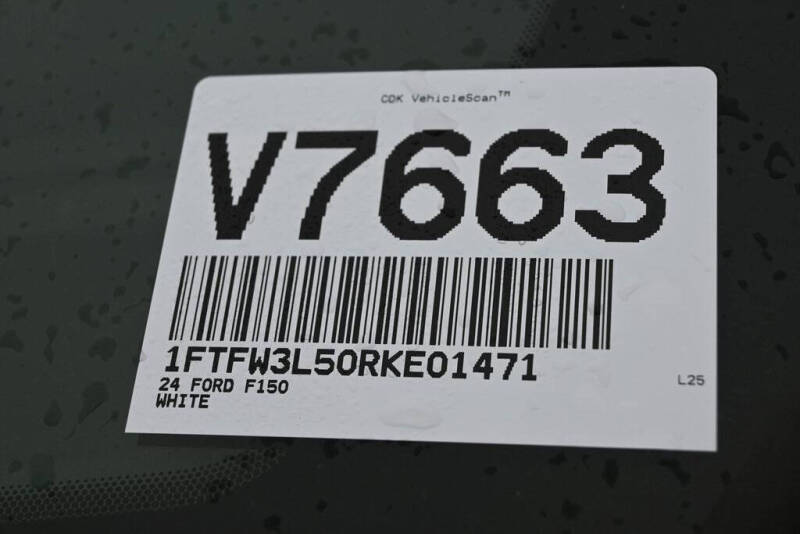 CDK VehicleScan™
V7663
1FTFW3L50RKE01471
24 FORD F150
WHITE
L25